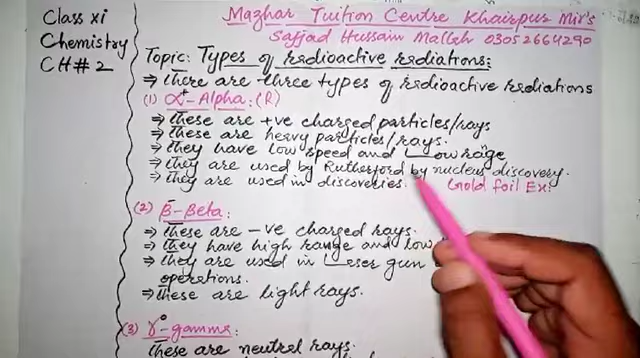 Class xi
Chemistry
CH#2
Mazhar Tuition Centre Khairpur Mir's
Sajjad Hussain Mallah 03052664290
Topic: Types of radioactive radiations:
⇒ there are three types of radioactive radiations
(1) α⁺-Alpha:(R)
⇒ these are +ve charged particles/rays
⇒ these are heavy particles/rays.
⇒ they have low speed and Low range
⇒ they are used by Rutherford by nucleus discovery.
⇒ they are used in discoveries. Gold foil Ex:
(2) β̄-Beta:
⇒ these are -ve charged rays.
⇒ they have high range and low
⇒ they are used in Leser gun
operations.
⇒ these are light rays.
(3) γ°-gamma:
these are neutral rays.